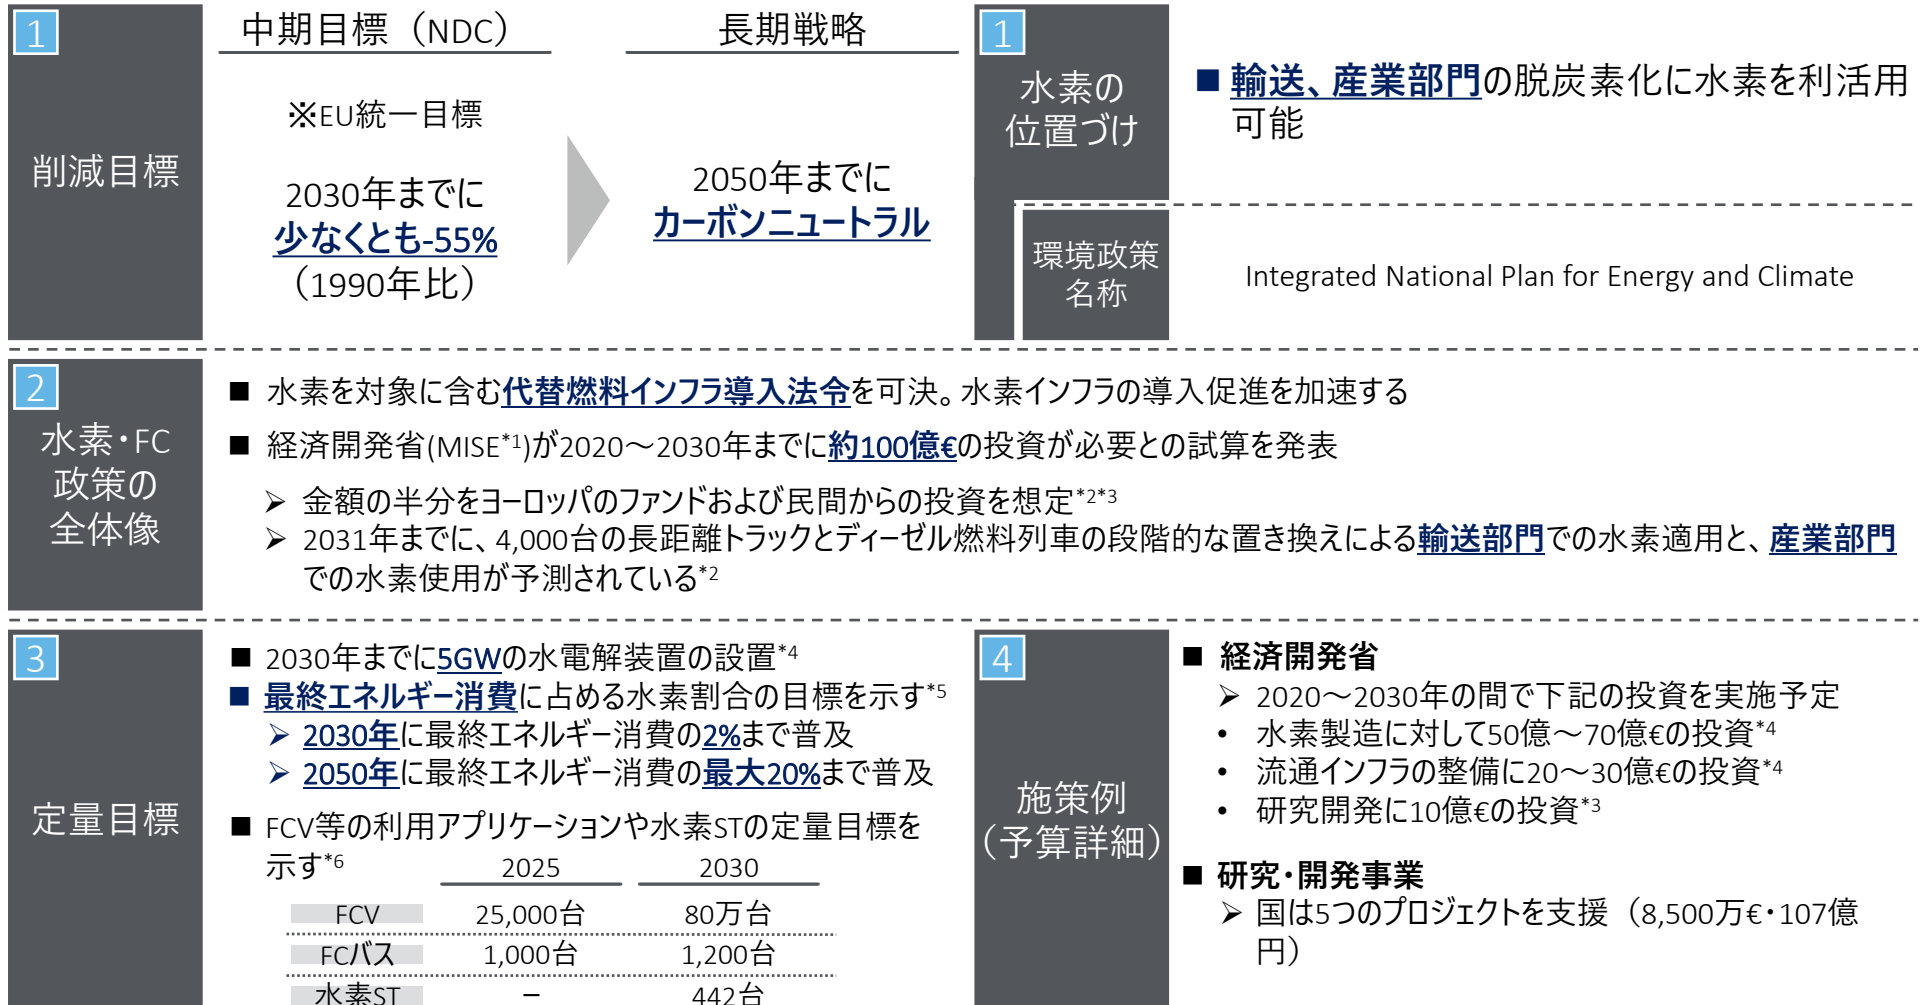 1
削減目標
中期目標（NDC）
※EU統一目標
2030年までに
少なくとも-55%
（1990年比）
長期戦略
2050年までに
カーボンニュートラル
1
水素の
位置づけ
■ 輸送、産業部門の脱炭素化に水素を利活用
可能
環境政策
名称
Integrated National Plan for Energy and Climate
2
水素・FC
政策の
全体像
■ 水素を対象に含む代替燃料インフラ導入法令を可決。水素インフラの導入促進を加速する
■ 経済開発省(MISE*1)が2020～2030年までに約100億€の投資が必要との試算を発表
➢ 金額の半分をヨーロッパのファンドおよび民間からの投資を想定*2*3
➢ 2031年までに、4,000台の長距離トラックとディーゼル燃料列車の段階的な置き換えによる輸送部門での水素適用と、産業部門
での水素使用が予測されている*2
3
定量目標
■ 2030年までに5GWの水電解装置の設置*4
■ 最終エネルギー消費に占める水素割合の目標を示す*5
➢ 2030年に最終エネルギー消費の2%まで普及
➢ 2050年に最終エネルギー消費の最大20%まで普及
■ FCV等の利用アプリケーションや水素STの定量目標を
示す*6
2025 2030
FCV 25,000台 80万台
FCバス 1,000台 1,200台
水素ST – 442台
4
施策例
（予算詳細）
■ 経済開発省
➢ 2020～2030年の間で下記の投資を実施予定
• 水素製造に対して50億～70億€の投資*4
• 流通インフラの整備に20～30億€の投資*4
• 研究開発に10億€の投資*3
■ 研究・開発事業
➢ 国は5つのプロジェクトを支援（8,500万€・107億
円）